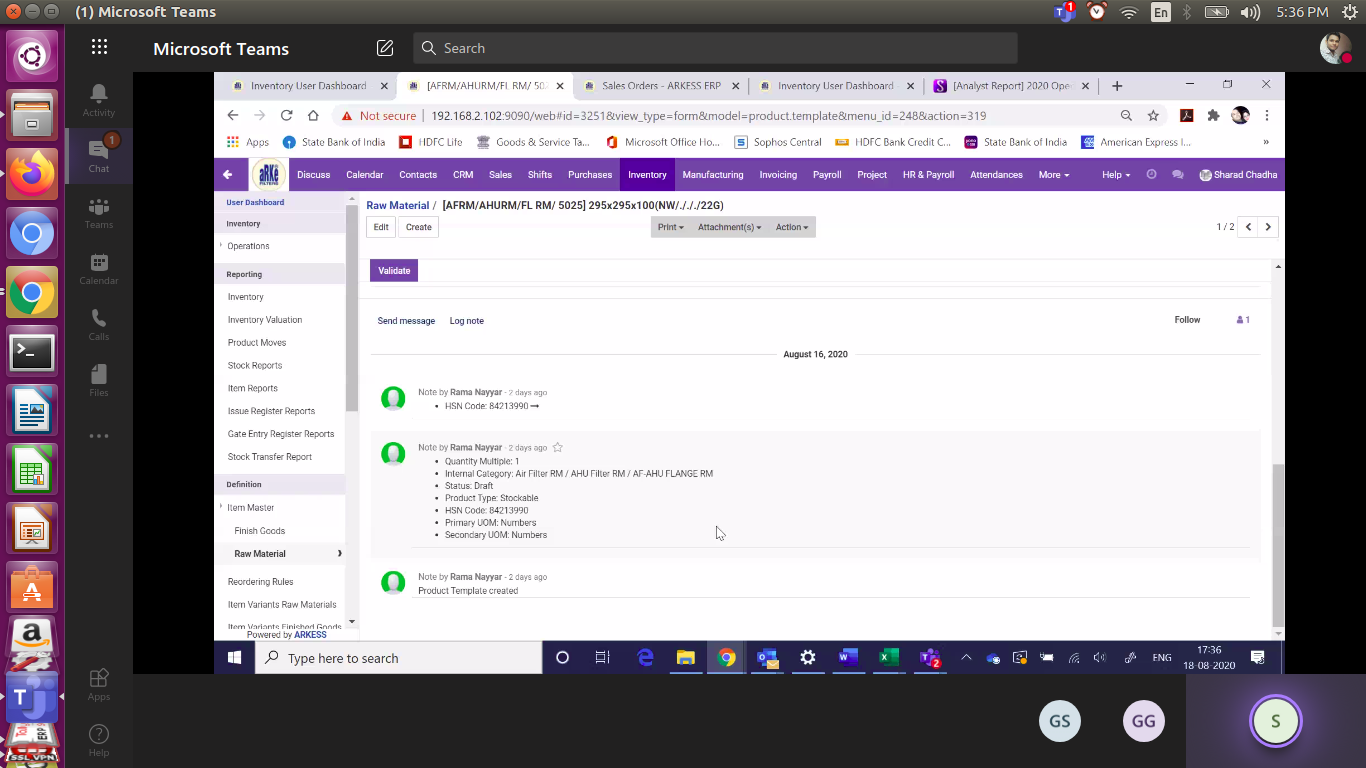 (1) Microsoft Teams
1
En
5:36 PM
Microsoft Teams
Search
Activity
Chat
1
Teams
Calendar
Calls
Files
Apps
Help
Inventory User Dashboard
[AFRM/AHURM/FL RM/ 502
Sales Orders - ARKESS ERP
Inventory User Dashboard
[Analyst Report] 2020 Ope
Not secure
192.168.2.102:9090/web#id=3251&view_type=form&model=product.template&menu_id=248&action=319
Apps
State Bank of India
HDFC Life
Goods & Service Ta...
Microsoft Office Ho...
Sophos Central
HDFC Bank Credit C...
State Bank of India
American Express I...
»
Discuss
Calendar
Contacts
CRM
Sales
Shifts
Purchases
Inventory
Manufacturing
Invoicing
Payroll
Project
HR & Payroll
Attendances
More
Help
Sharad Chadha
User Dashboard
Inventory
Operations
Reporting
Inventory
Inventory Valuation
Product Moves
Stock Reports
Item Reports
Issue Register Reports
Gate Entry Register Reports
Stock Transfer Report
Definition
Item Master
Finish Goods
Raw Material
Reordering Rules
Item Variants Raw Materials
Item Variants Finished Goods
Powered by ARKESS
Raw Material / [AFRM/AHURM/FL RM/ 5025] 295x295x100(NW/././/22G)
Edit
Create
Print
Attachment(s)
Action
1 / 2
Validate
Send message
Log note
Follow
1
August 16, 2020
Note by Rama Nayyar - 2 days ago
• HSN Code: 84213990
Note by Rama Nayyar - 2 days ago
• Quantity Multiple: 1
• Internal Category: Air Filter RM / AHU Filter RM / AF-AHU FLANGE RM
• Status: Draft
• Product Type: Stockable
• HSN Code: 84213990
• Primary UOM: Numbers
• Secondary UOM: Numbers
Note by Rama Nayyar - 2 days ago
Product Template created
Type here to search
2
ENG
17:36
18-08-2020
GS
GG
S
SSL VPN